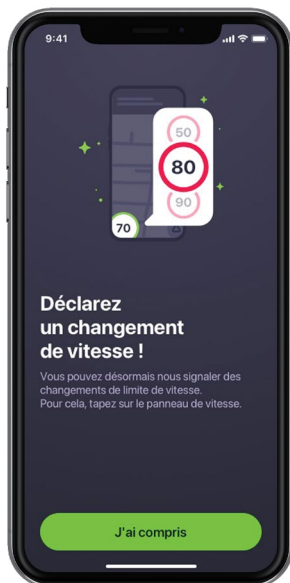 9:41
50
80
90
70
Déclarez
un changement
de vitesse !
Vous pouvez désormais nous signaler des
changements de limite de vitesse.
Pour cela, tapez sur le panneau de vitesse.
J'ai compris